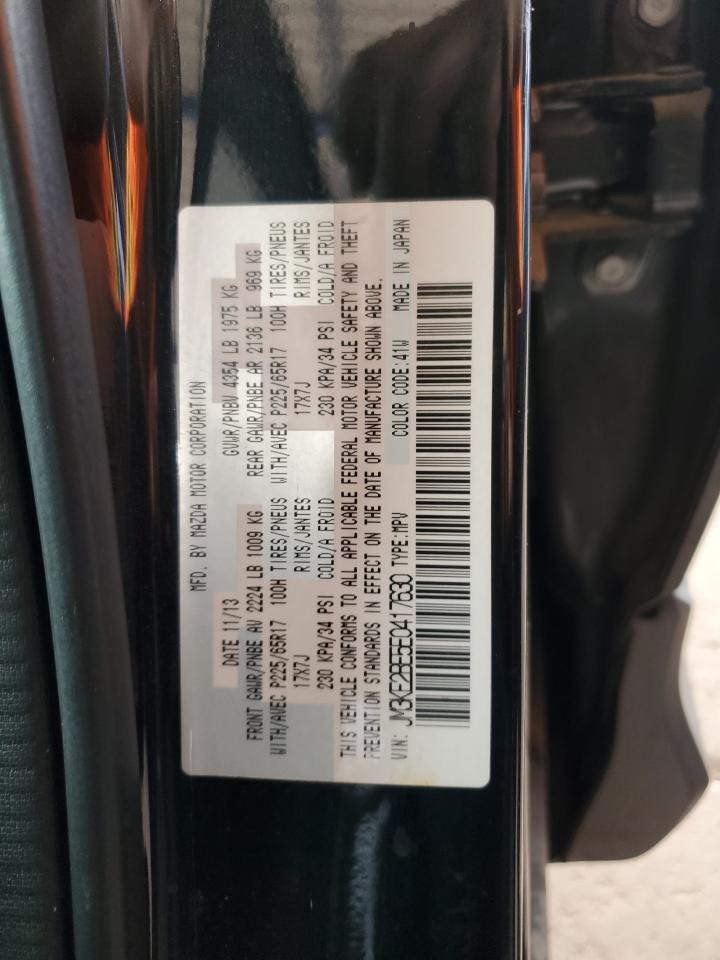 MFD. BY MAZDA MOTOR CORPORATION
DATE 11/13 GVWR/PNBV 4354 LB 1975 KG
FRONT GAWR/PNBE AV 2224 LB 1009 KG REAR GAWR/PNBE AR 2136 LB 969 KG
WITH/AVEC P225/65R17 100H TIRES/PNEUS WITH/AVEC P225/65R17 100H TIRES/PNEUS
17X7J RIMS/JANTES 17X7J RIMS/JANTES
230 KPA/34 PSI COLD/A FROID 230 KPA/34 PSI COLD/A FROID
THIS VEHICLE CONFORMS TO ALL APPLICABLE FEDERAL MOTOR VEHICLE SAFETY AND THEFT
PREVENTION STANDARDS IN EFFECT ON THE DATE OF MANUFACTURE SHOWN ABOVE.
VIN: JM3KE2BE5E0417630 TYPE:MPV COLOR CODE:41W MADE IN JAPAN